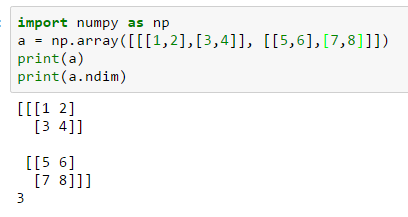 import numpy as np
a = np.array([[[1,2],[3,4]], [[5,6],[7,8]]])
print(a)
print(a.ndim)
[[[1 2]
  [3 4]]

 [[5 6]
  [7 8]]]
3